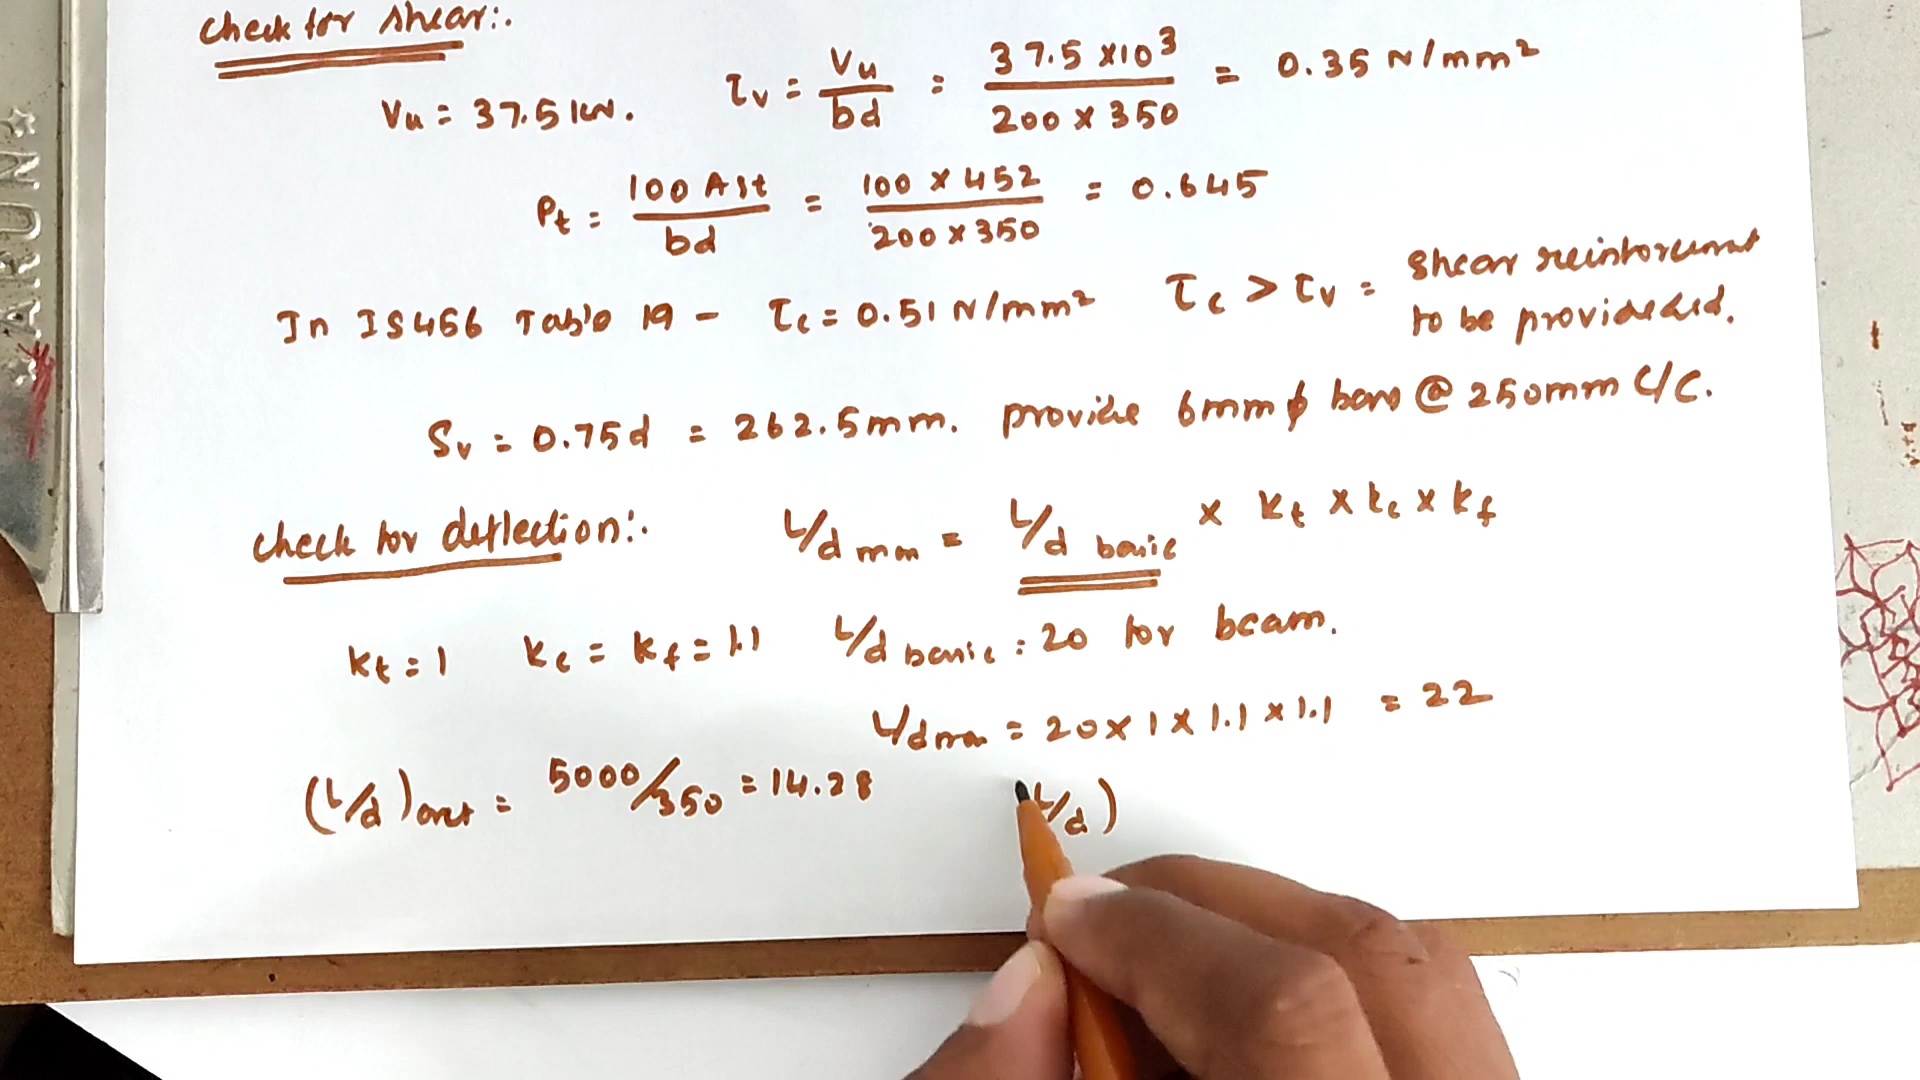 Check for shear:.
Vu = 37.5 kN. τv = Vu/bd = 37.5 x10³ / 200 x 350 = 0.35 N/mm²
Pt = 100 Ast / bd = 100 x 452 / 200 x 350 = 0.645
In IS466 Table 19 - τc = 0.51 N/mm² τc > τv = shear reinforcement
to be provided.
Sv = 0.75d = 262.5mm. provide 6mm φ bars @ 250mm c/c.
Check for deflection:. L/d max = L/d basic x kt x kc x kf
kt = 1 kc = kf = 1.1 L/d basic = 20 for beam.
L/d max = 20 x 1 x 1.1 x 1.1 = 22
(L/d) = 5000/350 = 14.28 (L/d)
ARUN